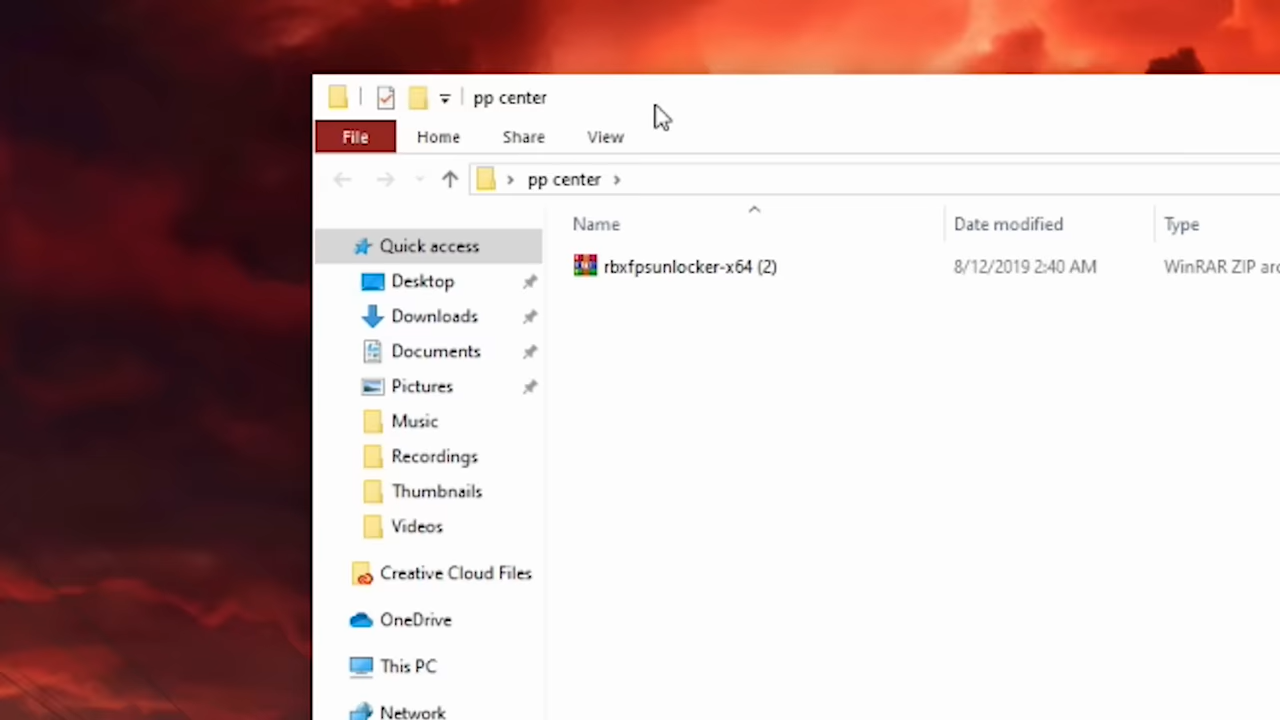 pp center
File Home Share View
pp center
Name Date modified Type
Quick access
rbxfpsunlocker-x64 (2) 8/12/2019 2:40 AM WinRAR ZIP arc
Desktop
Downloads
Documents
Pictures
Music
Recordings
Thumbnails
Videos
Creative Cloud Files
OneDrive
This PC
Network